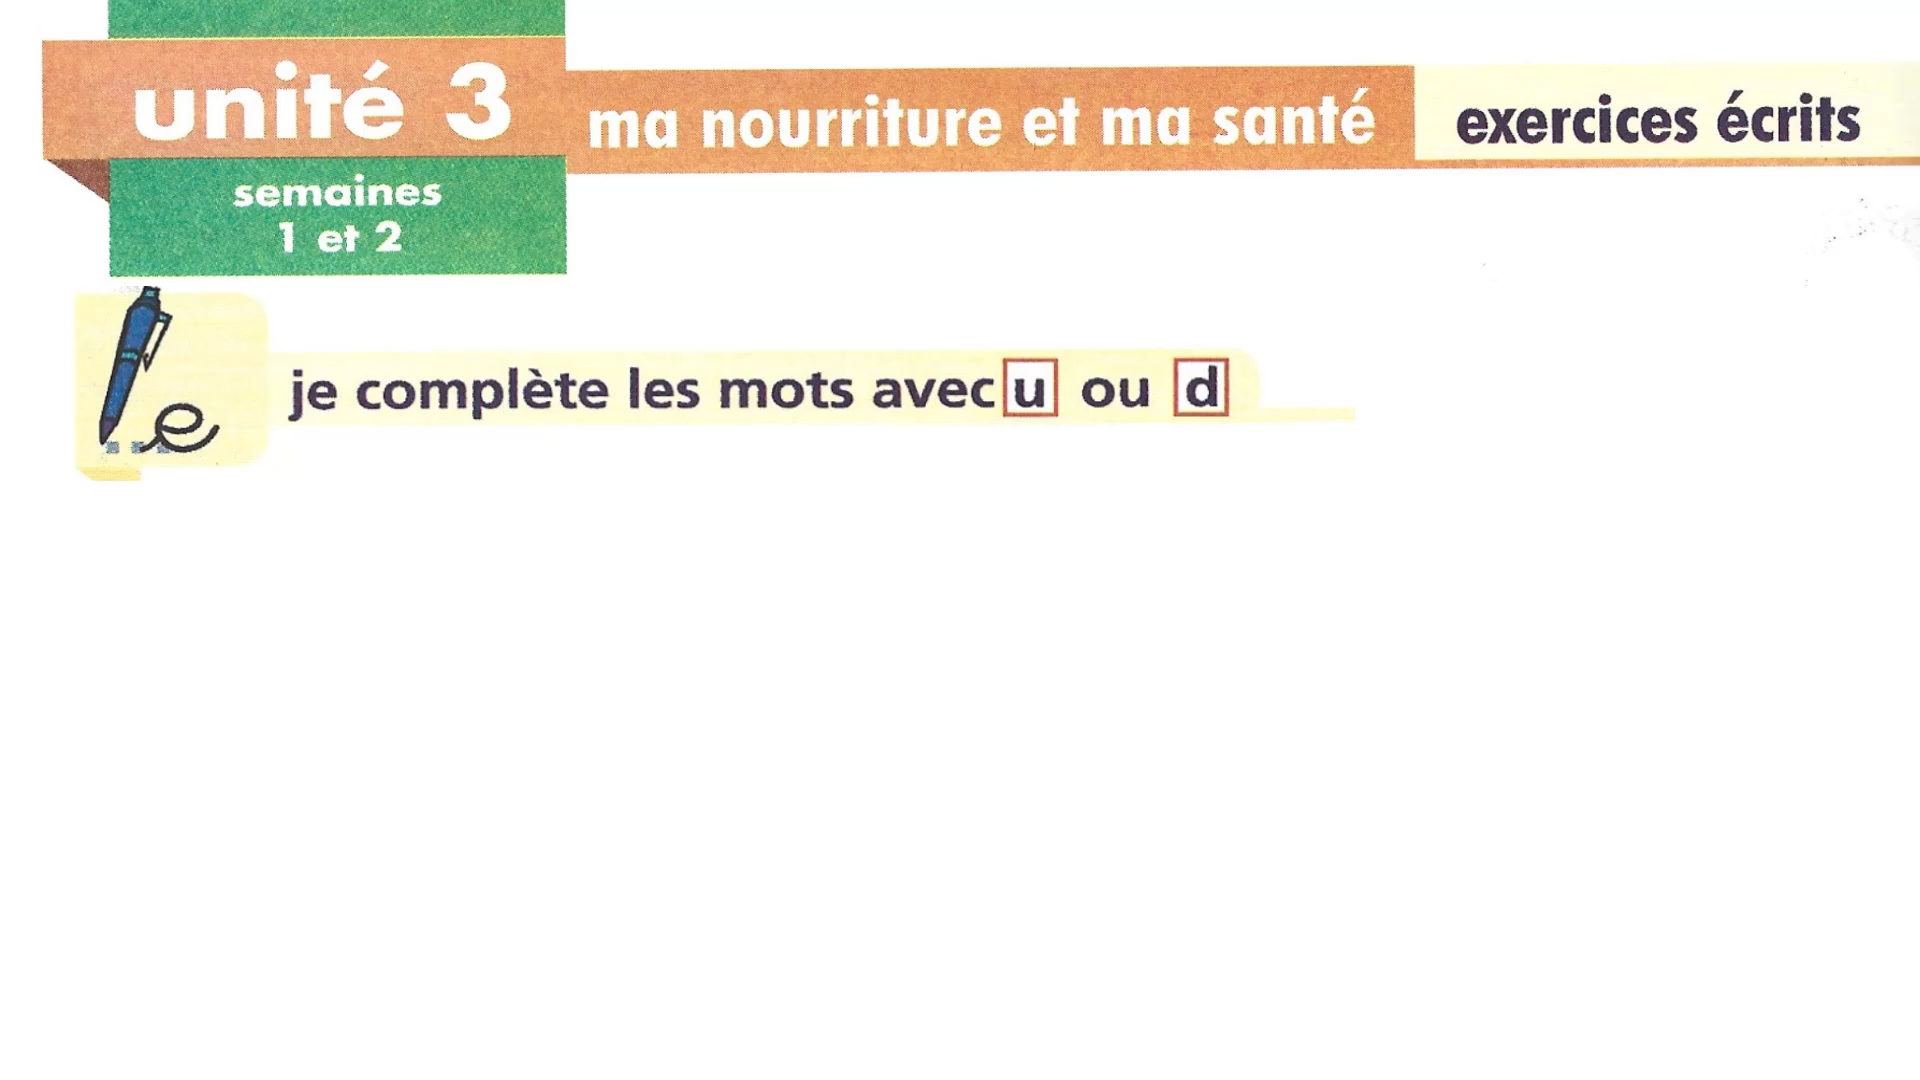 unité 3
ma nourriture et ma santé
exercices écrits
semaines
1 et 2
e
je complète les mots avec u ou d